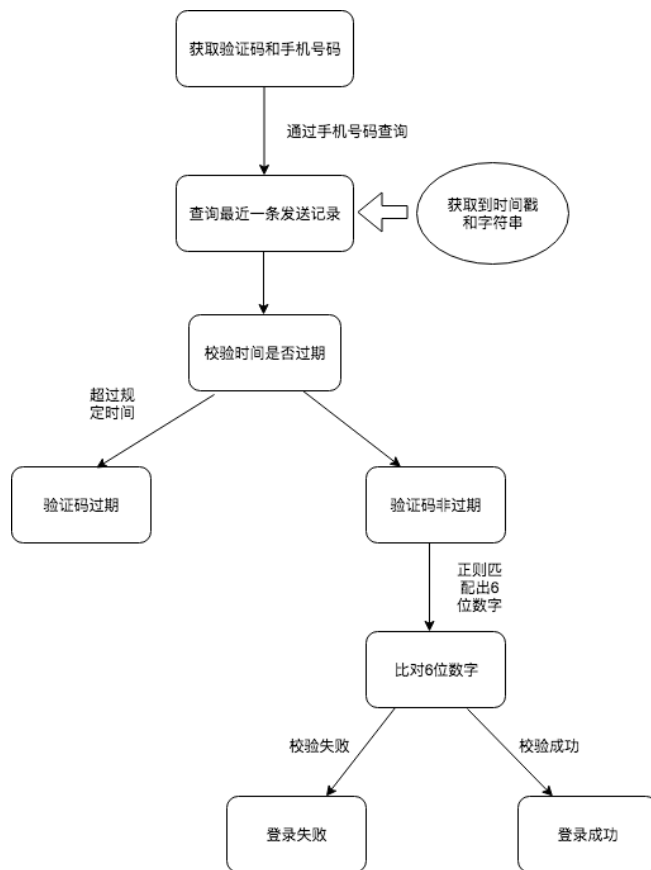 获取验证码和手机号码
通过手机号码查询
查询最近一条发送记录
获取到时间戳
和字符串
校验时间是否过期
超过规
定时间
验证码过期
验证码非过期
正则匹
配出6
位数字
比对6位数字
校验失败
校验成功
登录失败
登录成功